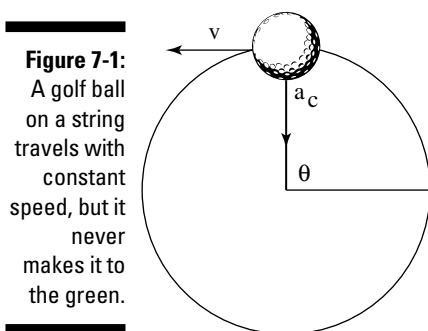 Figure 7-1:
A golf ball
on a string
travels with
constant
speed, but it
never
makes it to
the green.
v
a c
θ